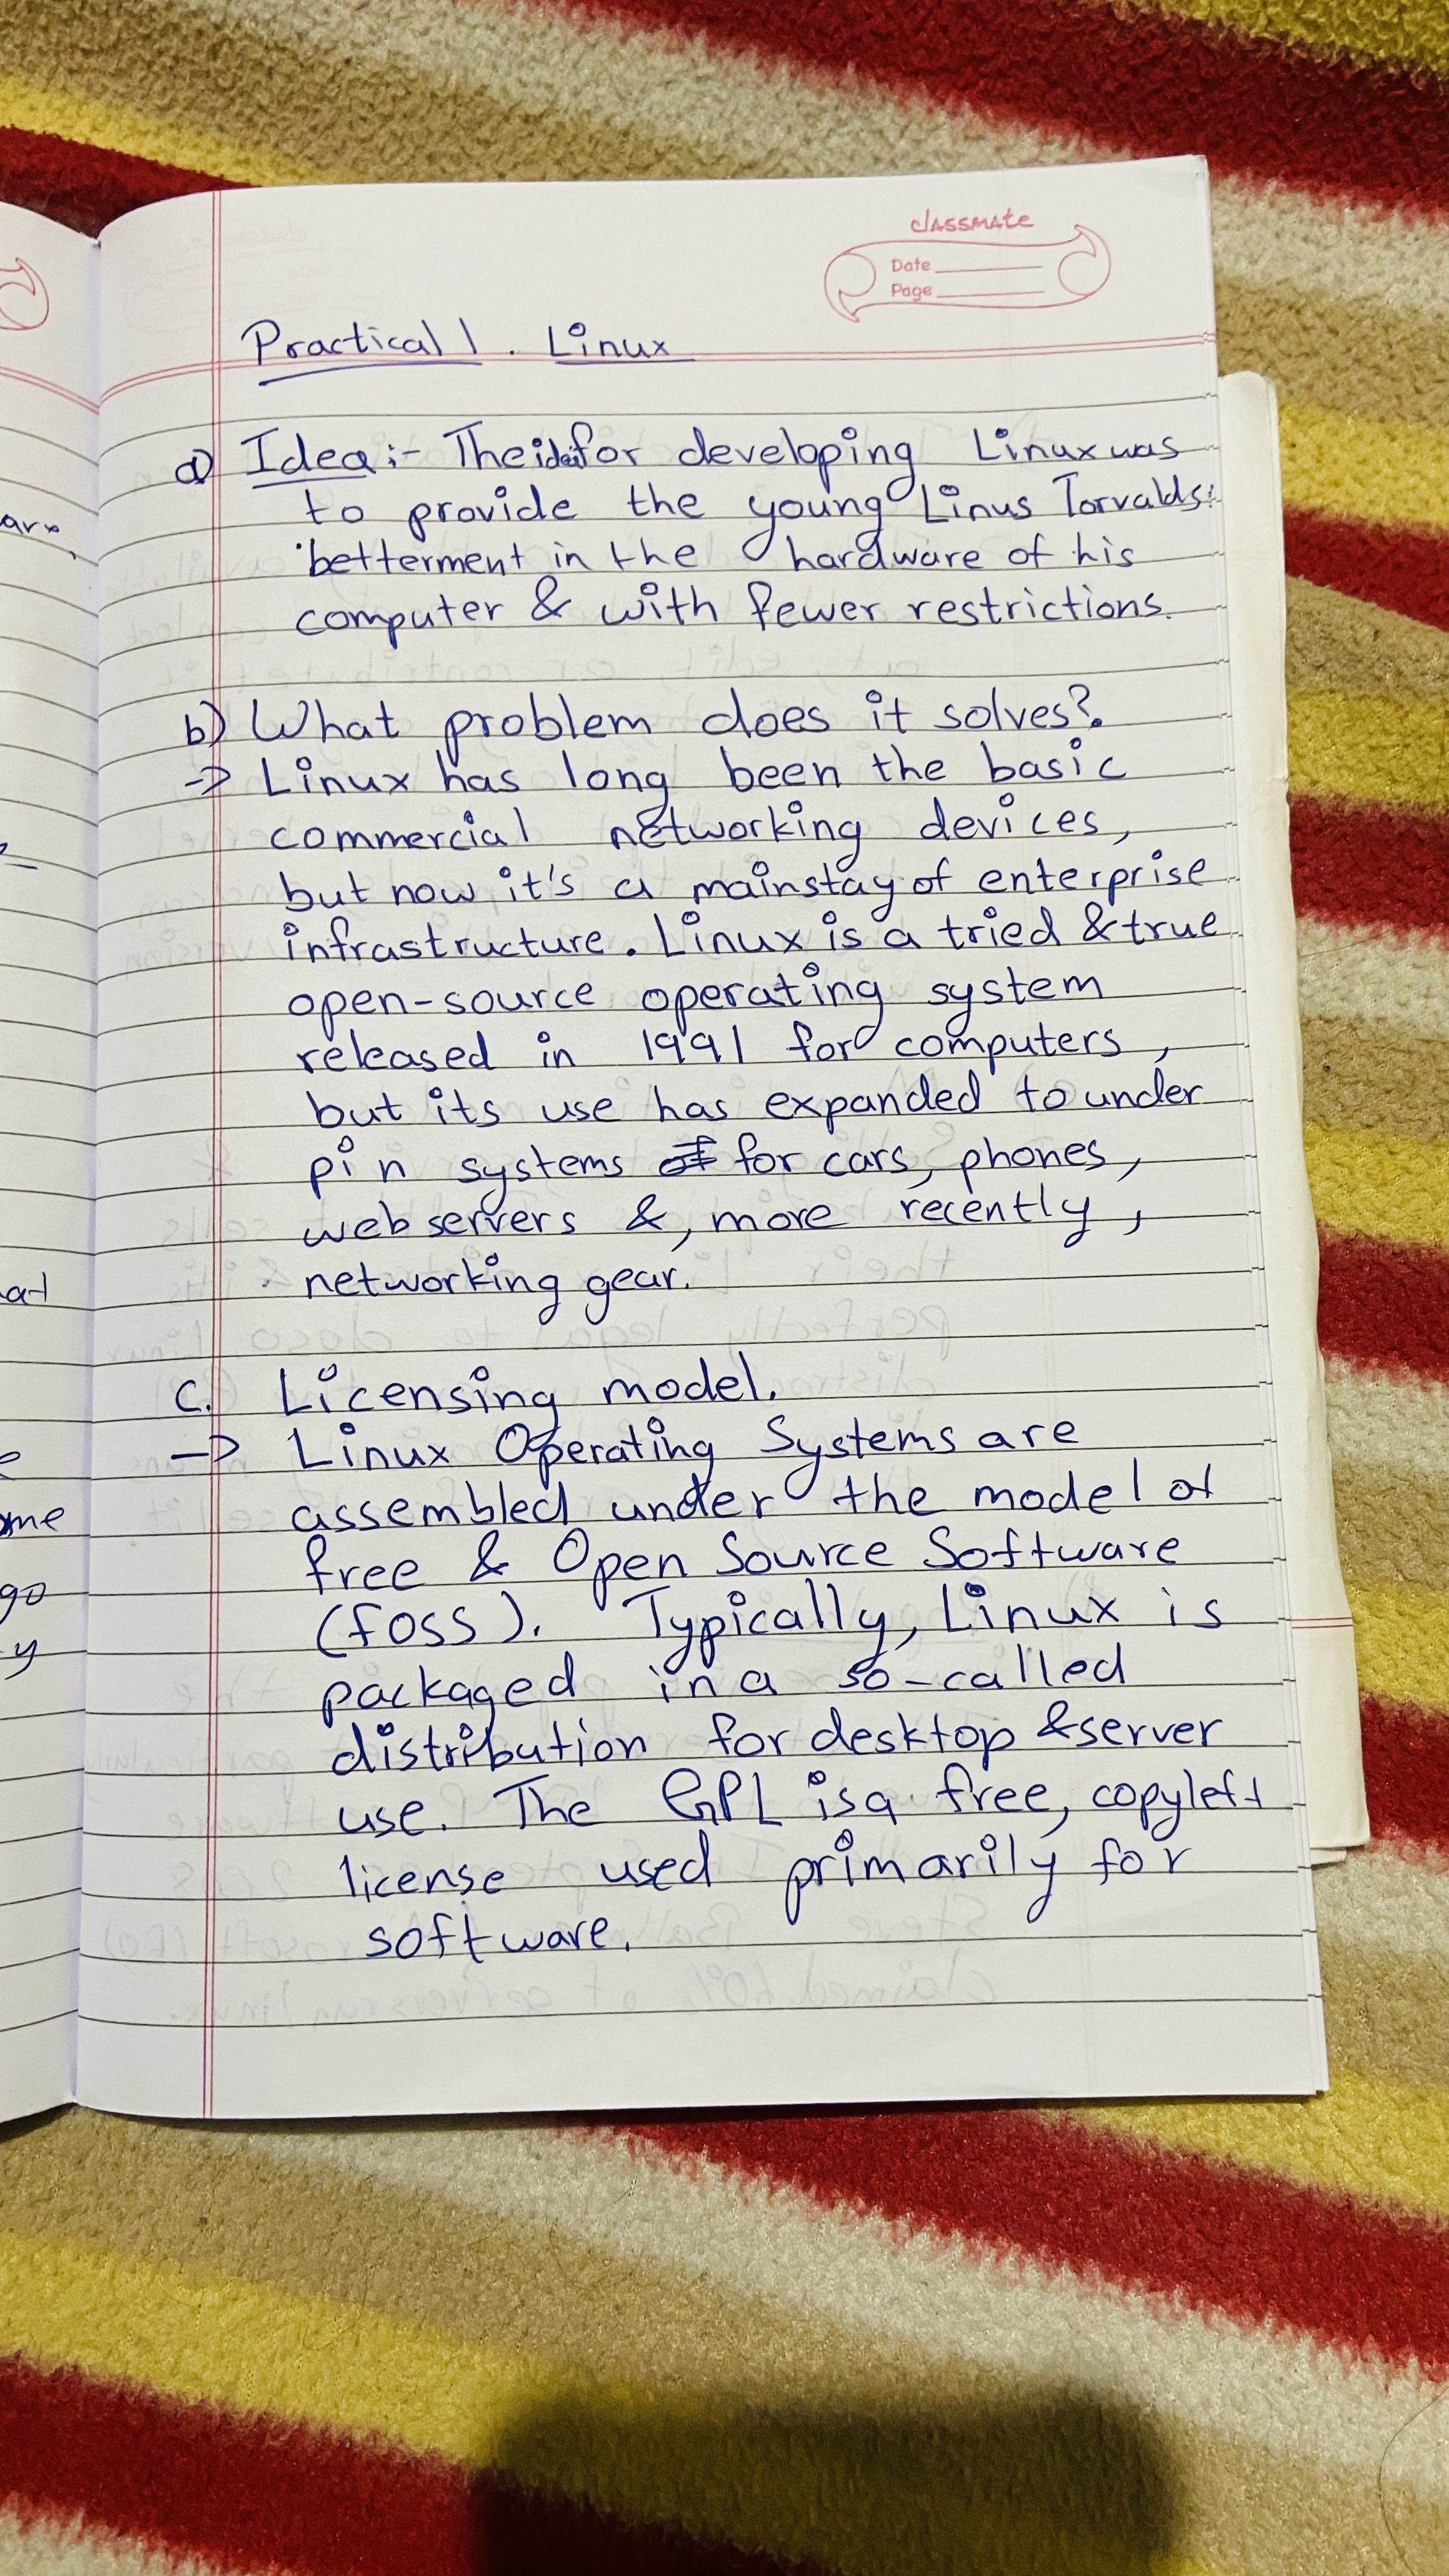 classmate
Date
Page
Practical 1. Linux
a) Idea :- The idea for developing Linux was
to provide the young Linus Torvalds
betterment in the hardware of his
computer & with fewer restrictions.
b) What problem does it solves?
-> Linux has long been the basic
commercial networking devices,
but now it's a mainstay of enterprise
infrastructure. Linux is a tried & true
open-source operating system
released in 1991 for computers,
but its use has expanded to under
pin systems for cars, phones,
web servers &, more recently,
networking gear.
c. Licensing model.
-> Linux Operating Systems are
assembled under the model of
free & Open Source Software
(FOSS). Typically, Linux is
packaged in a so-called
distribution for desktop & server
use. The GPL is a free, copyleft
license used primarily for
software.